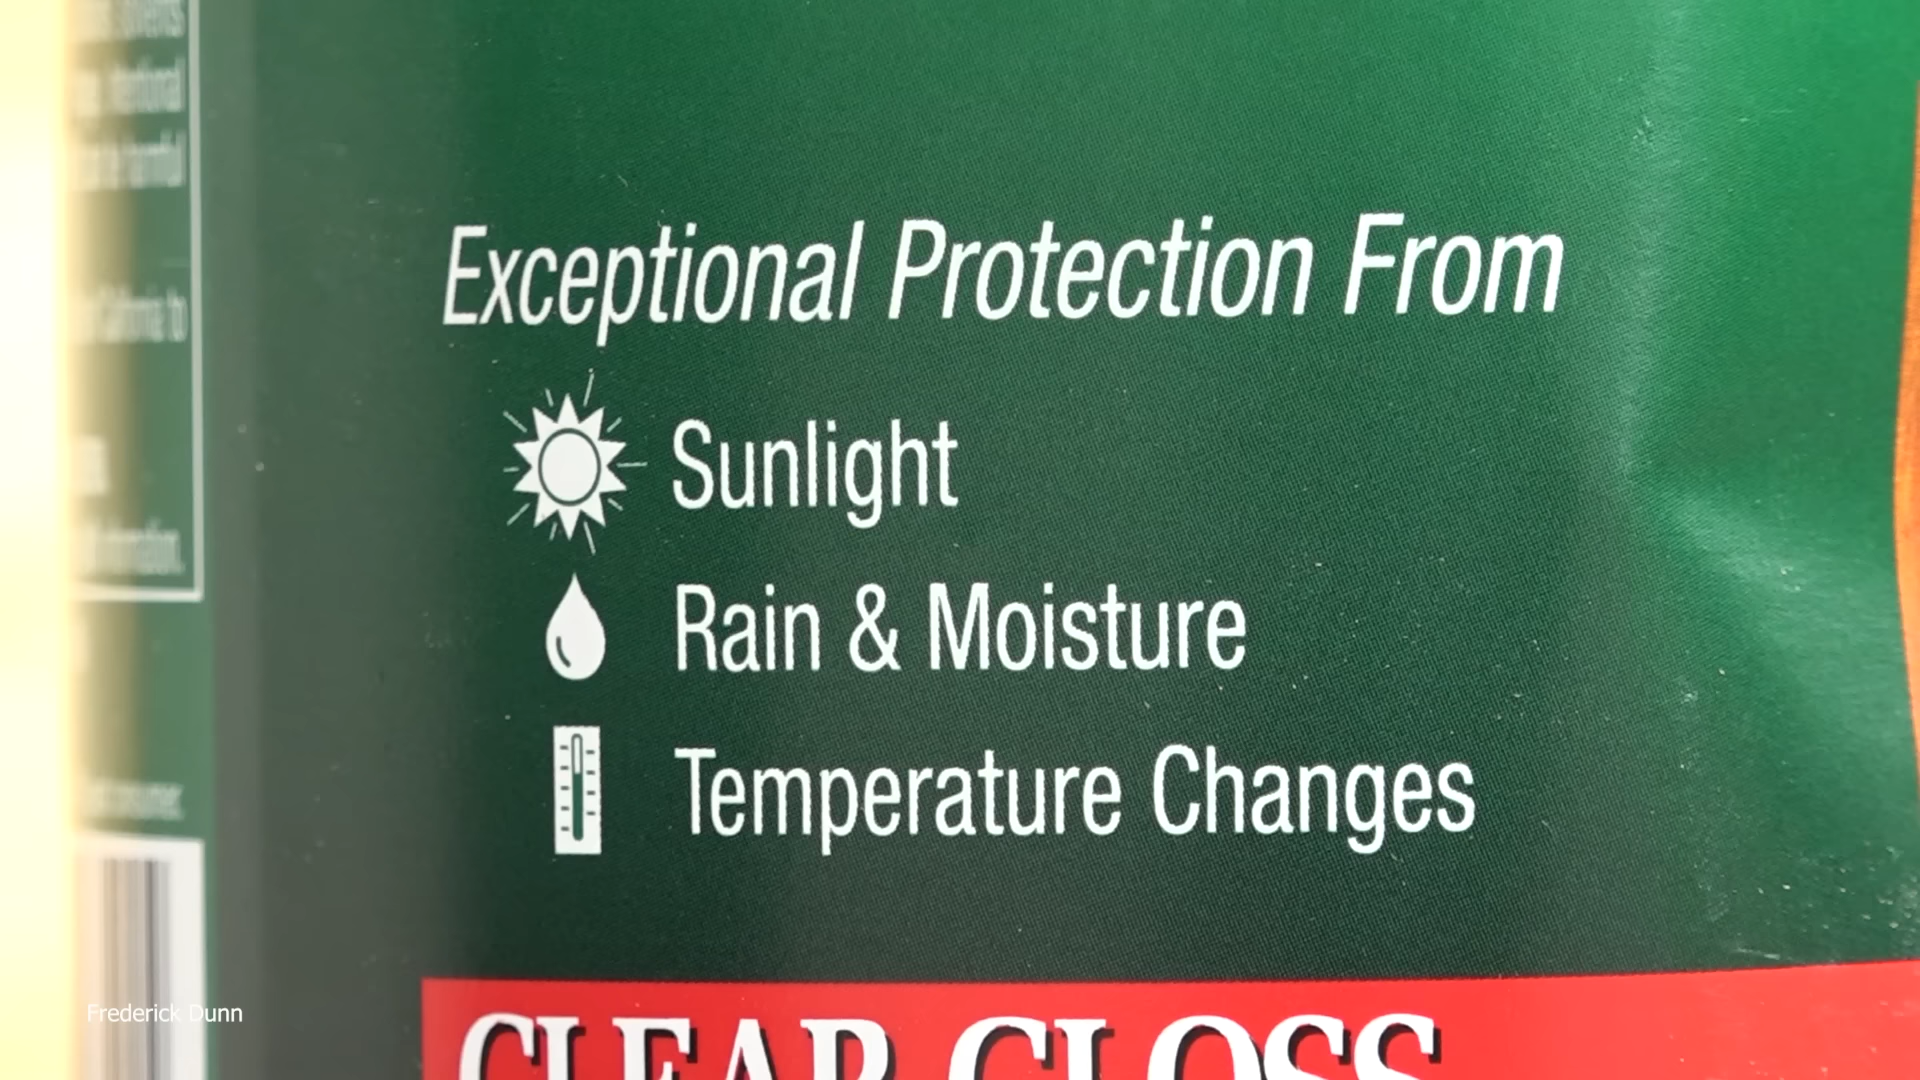 Exceptional Protection From
Sunlight
Rain & Moisture
Temperature Changes
CLEAR GLOSS
Frederick Dunn